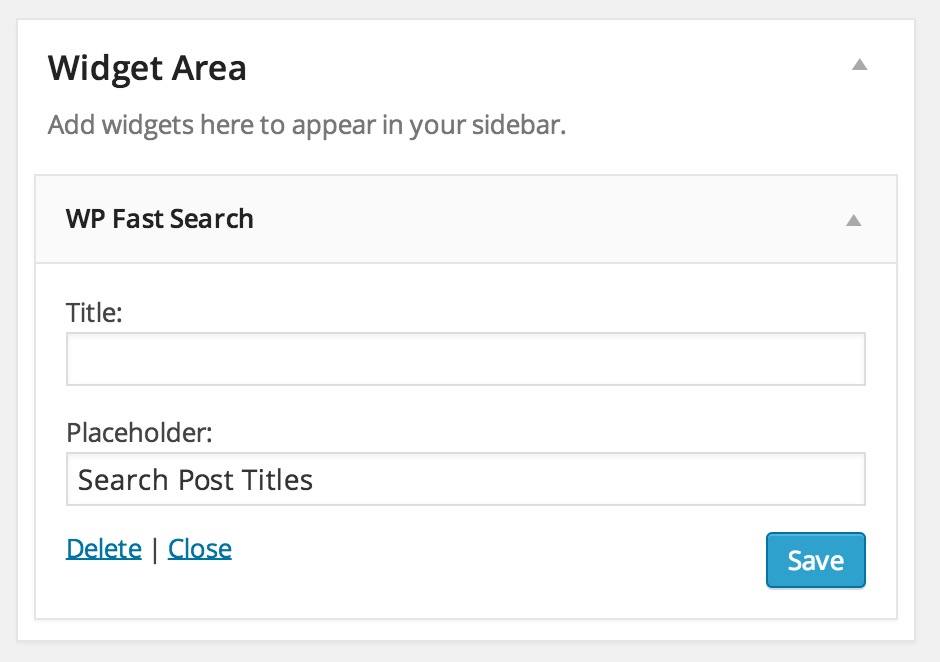 Widget Area
Add widgets here to appear in your sidebar.
WP Fast Search
Title:
Placeholder:
Search Post Titles
Delete | Close
Save